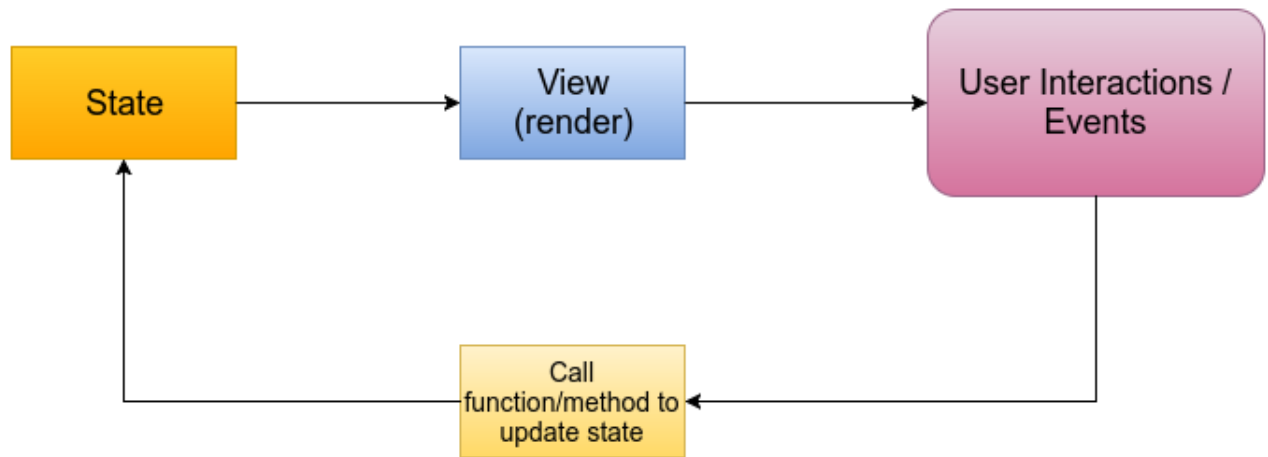 State
View
(render)
User Interactions /
Events
Call
function/method to
update state